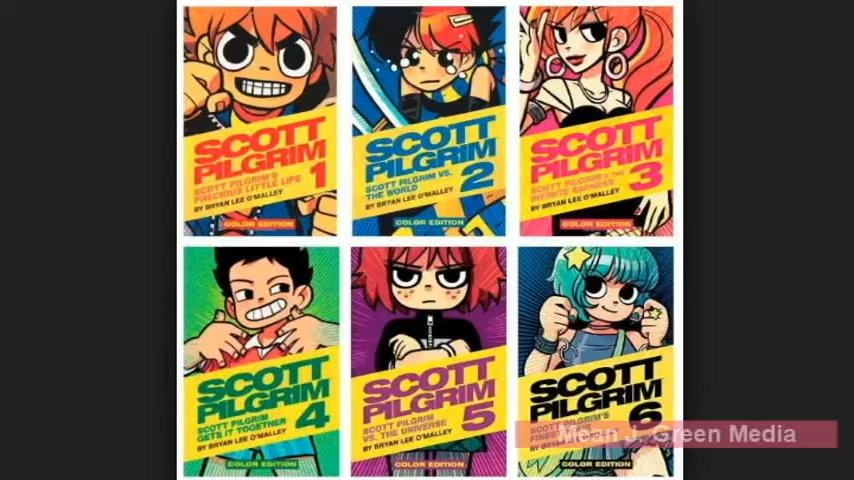 SCOTT
PILGRIM
SCOTT PILGRIM'S
PRECIOUS LITTLE LIFE
1
BY BRYAN LEE O'MALLEY
COLOR EDITION
SCOTT
PILGRIM
SCOTT PILGRIM VS.
THE WORLD
2
BY BRYAN LEE O'MALLEY
COLOR EDITION
SCOTT
PILGRIM
SCOTT PILGRIM & THE
INFINITE SADNESS
3
BY BRYAN LEE O'MALLEY
COLOR EDITION
SCOTT
PILGRIM
SCOTT PILGRIM
GETS IT TOGETHER
4
BY BRYAN LEE O'MALLEY
COLOR EDITION
SCOTT
PILGRIM
SCOTT PILGRIM
VS. THE UNIVERSE
5
BY BRYAN LEE O'MALLEY
COLOR EDITION
SCOTT
PILGRIM
SCOTT PILGRIM'S
6
COLOR EDITION
Mean J. Green Media